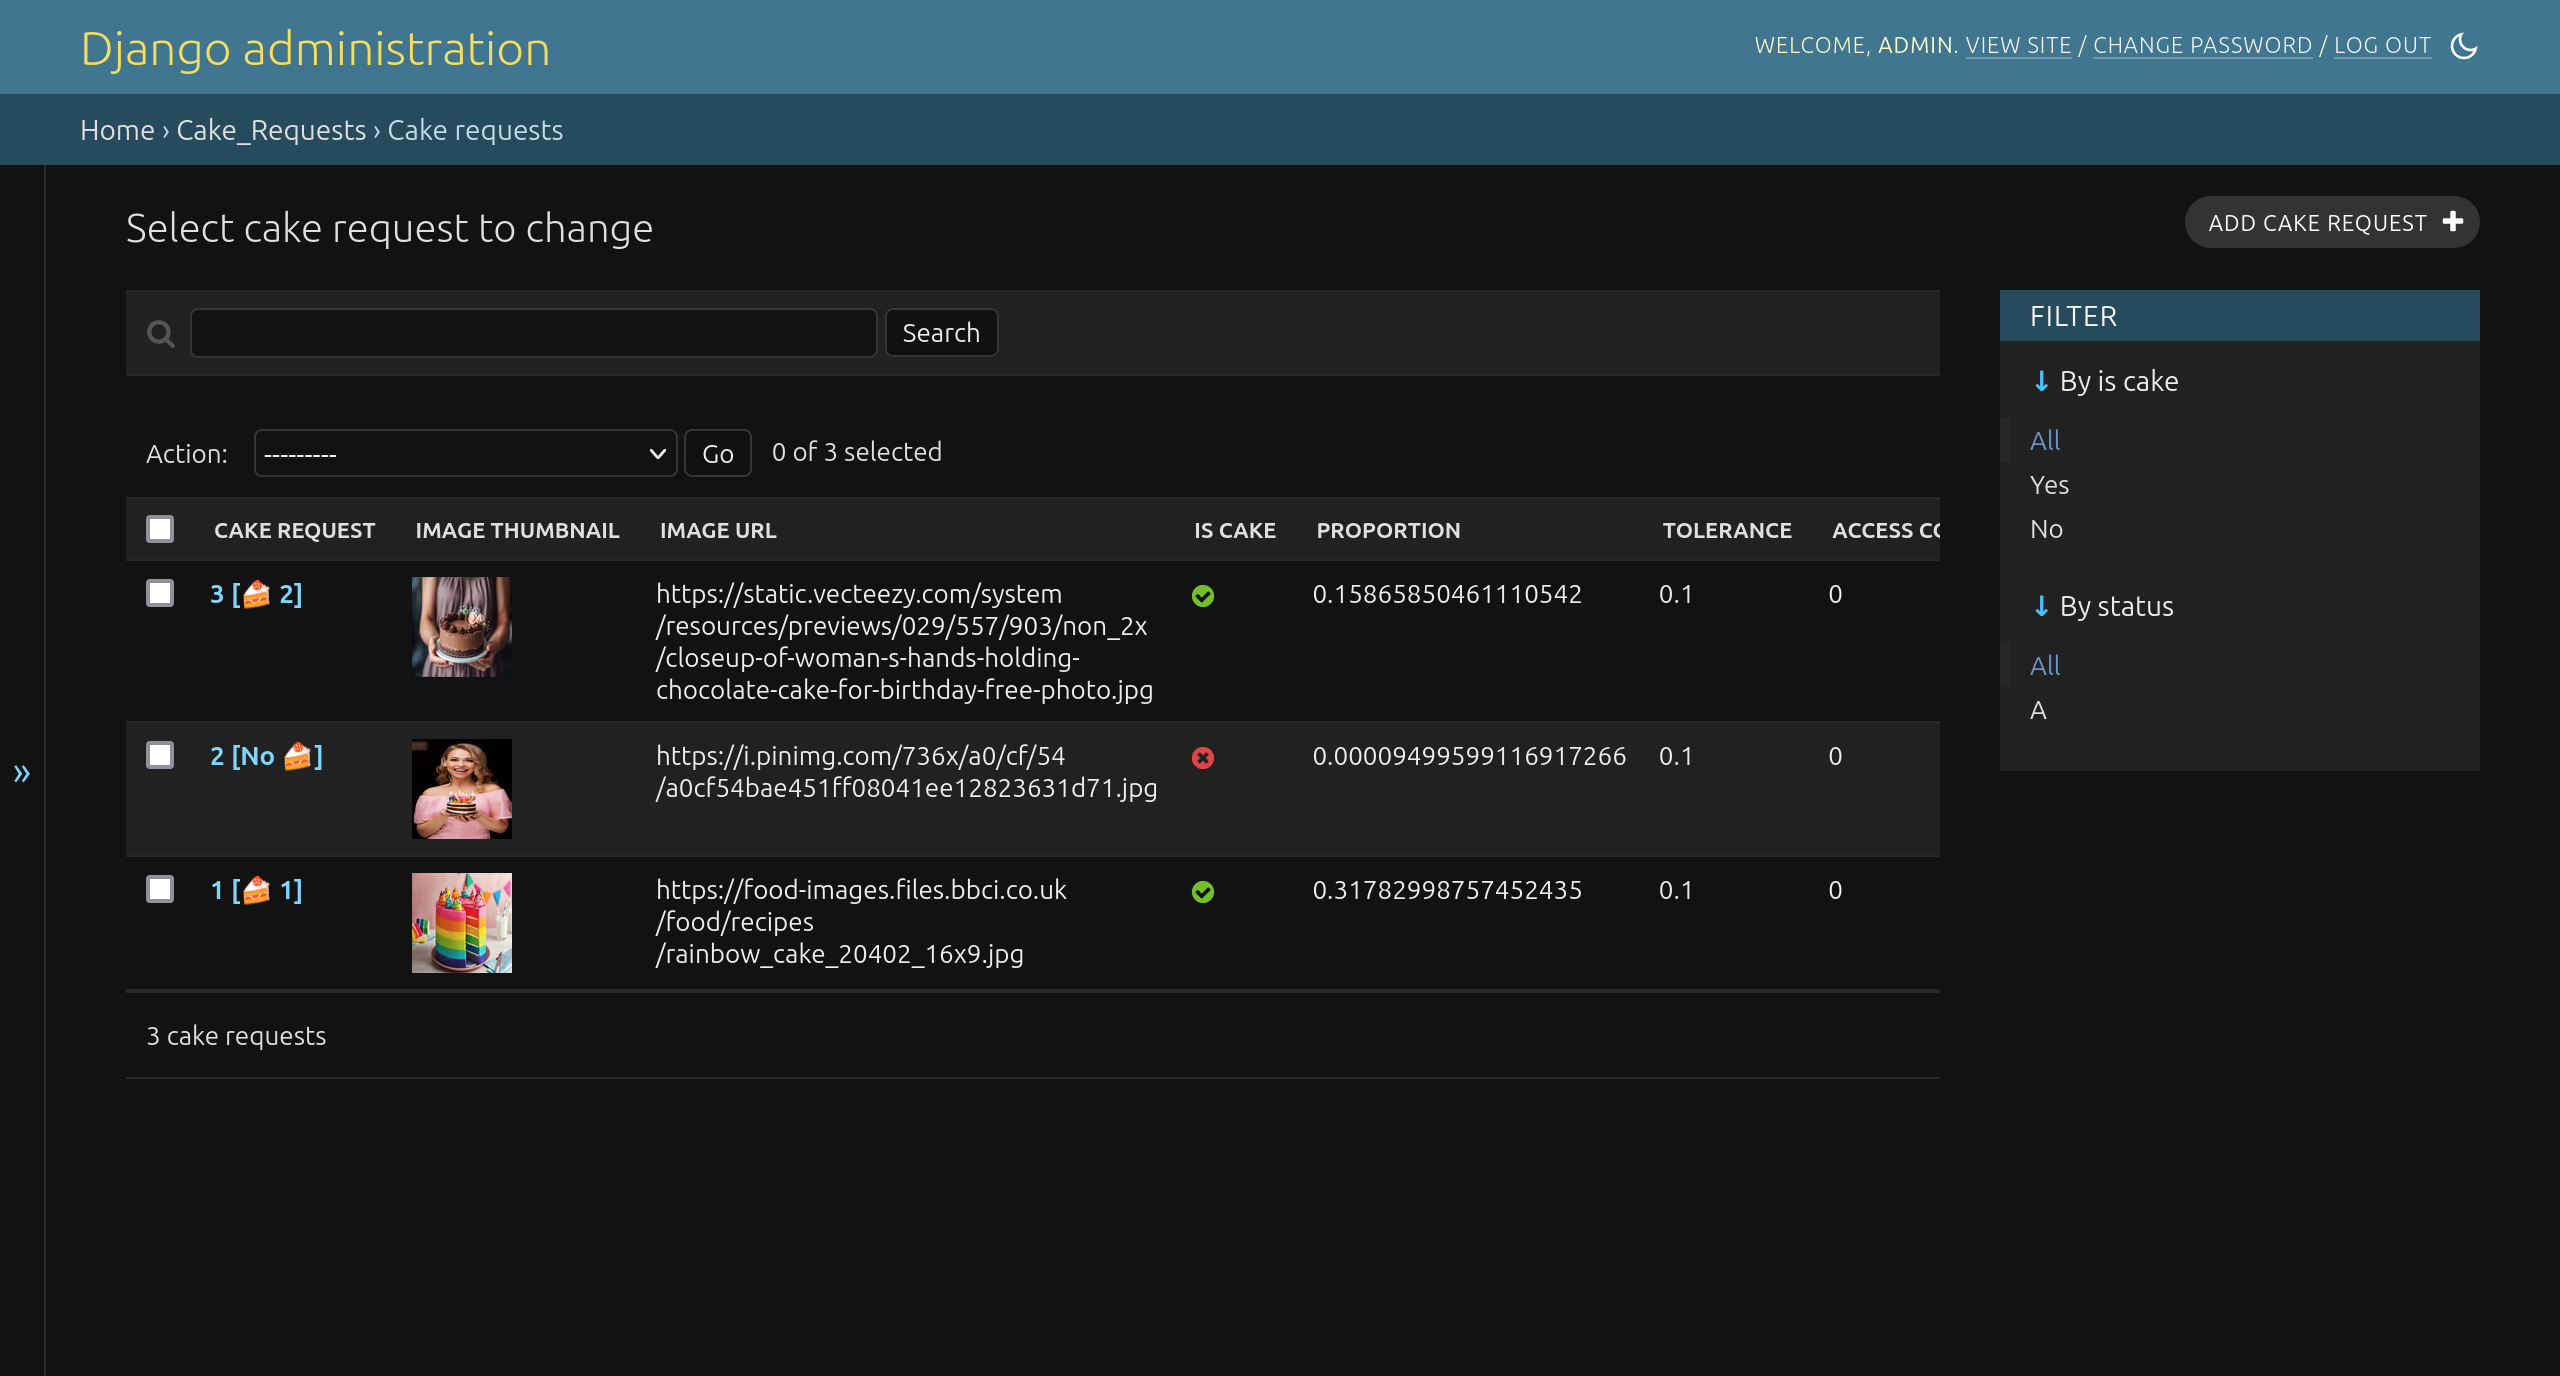 Django administration
WELCOME, ADMIN. VIEW SITE / CHANGE PASSWORD / LOG OUT
Home › Cake_Requests › Cake requests
Select cake request to change
ADD CAKE REQUEST
Search
Action:
---------
Go
0 of 3 selected
CAKE REQUEST IMAGE THUMBNAIL IMAGE URL IS CAKE PROPORTION TOLERANCE ACCESS CO
3 [🍰 2]
https://static.vecteezy.com/system
/resources/previews/029/557/903/non_2x
/closeup-of-woman-s-hands-holding-
chocolate-cake-for-birthday-free-photo.jpg
0.15865850461110542 0.1 0
2 [No 🍰]
https://i.pinimg.com/736x/a0/cf/54
/a0cf54bae451ff08041ee12823631d71.jpg
0.00009499599116917266 0.1 0
1 [🍰 1]
https://food-images.files.bbci.co.uk
/food/recipes
/rainbow_cake_20402_16x9.jpg
0.31782998757452435 0.1 0
3 cake requests
FILTER
↓ By is cake
All
Yes
No
↓ By status
All
A
»